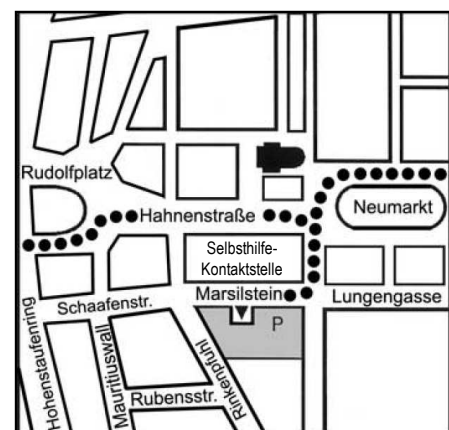 Rudolfplatz
Hahnenstraße
Neumarkt
Selbsthilfe-
Kontaktstelle
Marsilstein
Lungengasse
Schaafenstr.
P
Hohenstaufenring
Mauritiuswall
Rinkenpfuhl
Rubensstr.